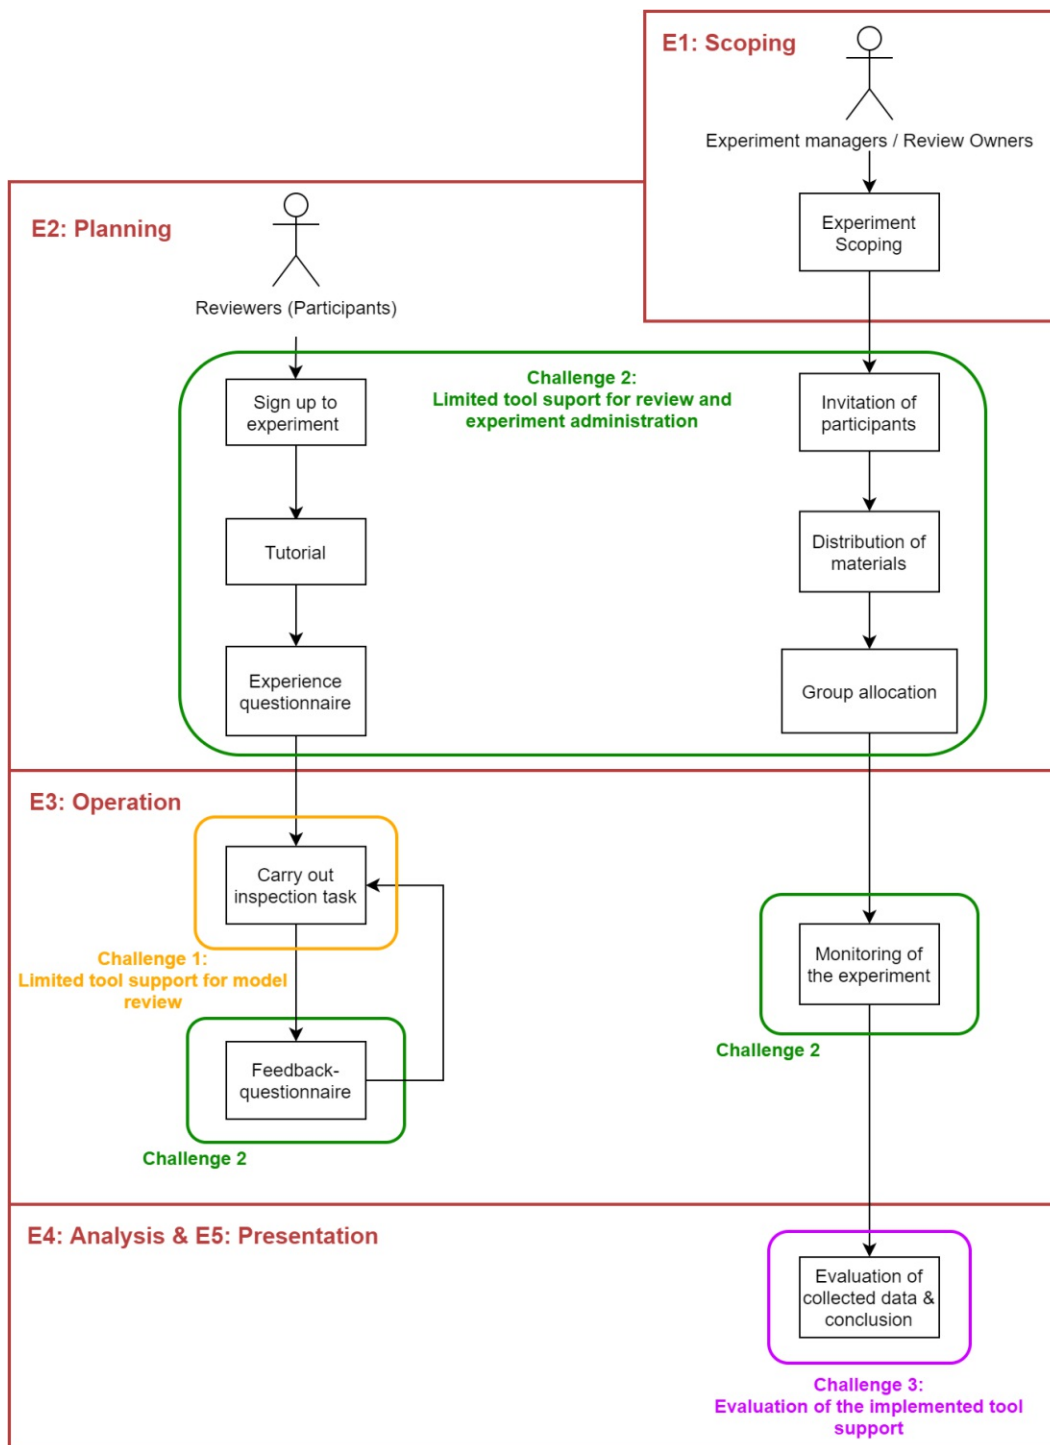 E1: Scoping
Experiment managers / Review Owners
Experiment
Scoping
E2: Planning
Reviewers (Participants)
Challenge 2:
Limited tool suport for review and
experiment administration
Sign up to
experiment
Invitation of
participants
Tutorial
Distribution of
materials
Experience
questionnaire
Group allocation
E3: Operation
Carry out
inspection task
Challenge 1:
Limited tool support for model
review
Monitoring of
the experiment
Challenge 2
Feedback-
questionnaire
Challenge 2
E4: Analysis & E5: Presentation
Evaluation of
collected data &
conclusion
Challenge 3:
Evaluation of the implemented tool
support